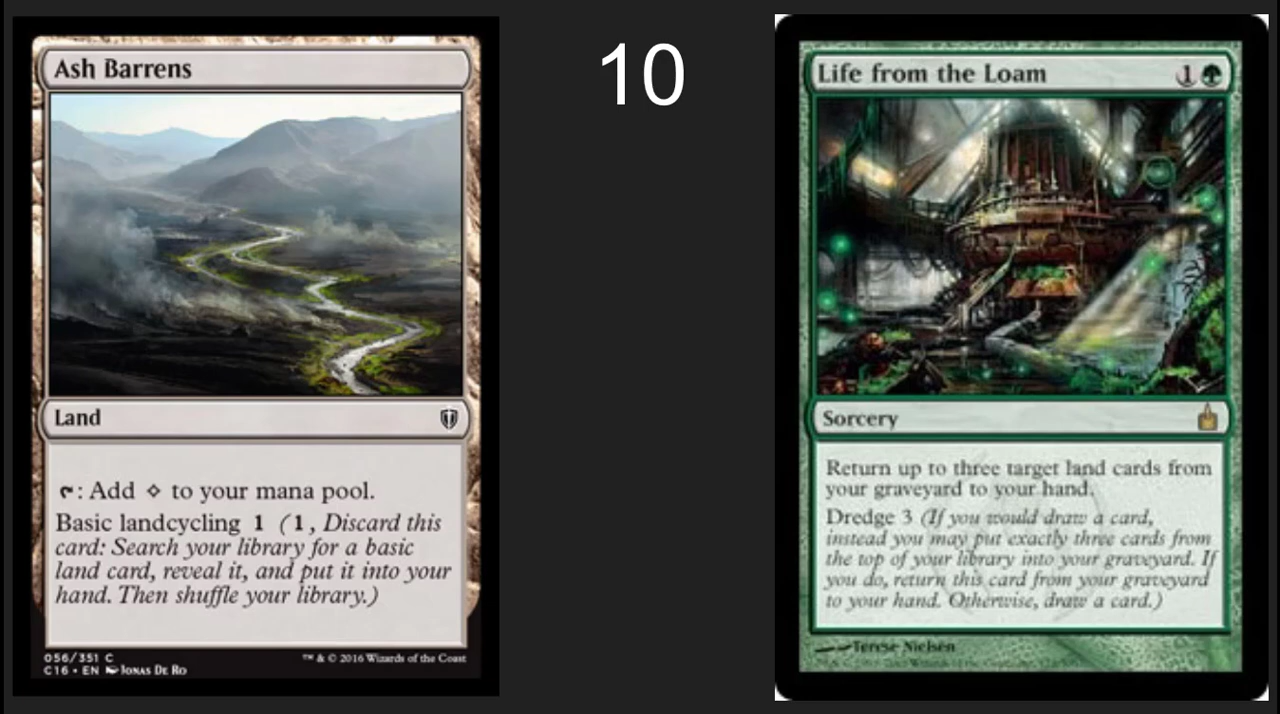 Ash Barrens
Land
: Add to your mana pool.
Basic landcycling 1 (1, Discard this
card: Search your library for a basic
land card, reveal it, and put it into your
hand. Then shuffle your library.)
056/351 C
C16 • EN Jonas De Ro
™ & © 2016 Wizards of the Coast
10
Life from the Loam
1
Sorcery
Return up to three target land cards from
your graveyard to your hand.
Dredge 3 (If you would draw a card,
instead you may put exactly three cards from
the top of your library into your graveyard. If
you do, return this card from your graveyard
to your hand. Otherwise, draw a card.)
Terese Nielsen